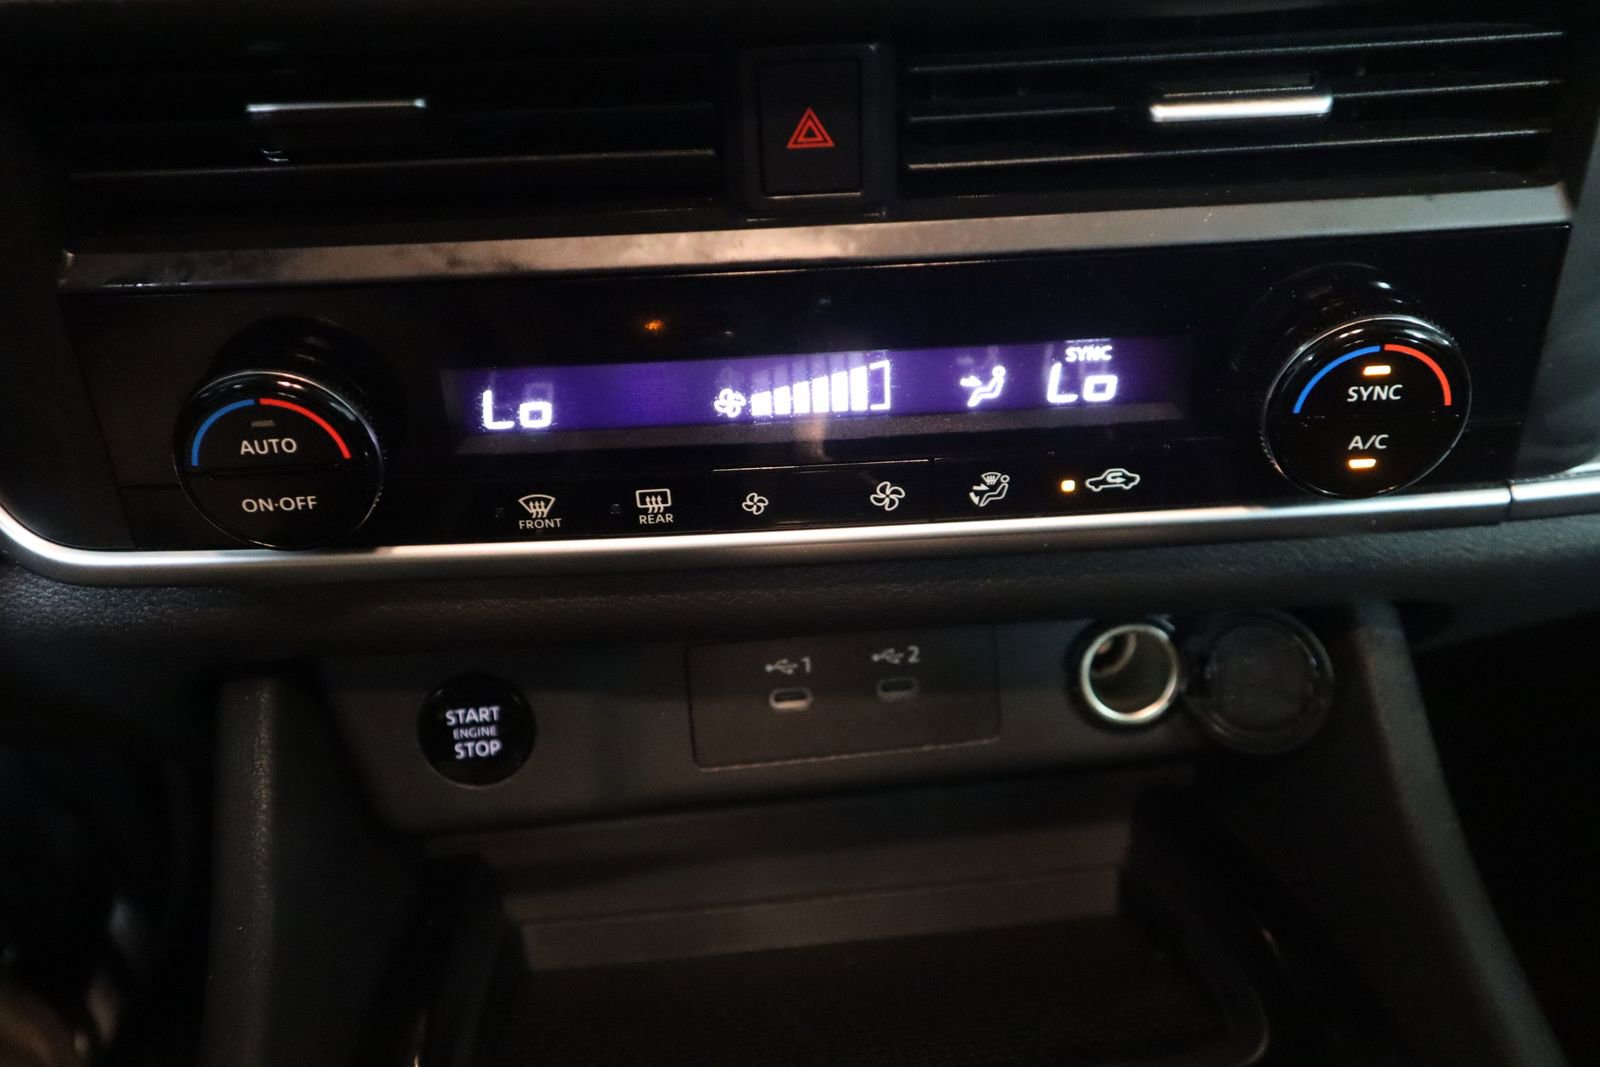 SYNC
Lo
Lo
AUTO
ON·OFF
FRONT
REAR
SYNC
A/C
1
2
START
ENGINE
STOP